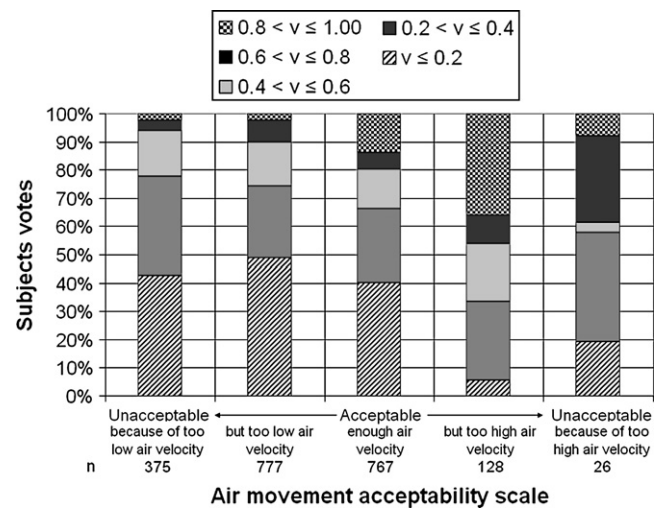 0.8 < v ≤ 1.00 0.2 < v ≤ 0.4
0.6 < v ≤ 0.8 v ≤ 0.2
0.4 < v ≤ 0.6
100%
90%
80%
70%
60%
50%
40%
30%
20%
10%
0%
Subjects votes
Unacceptable Acceptable Unacceptable
because of too but too low air enough air but too high air because of too
low air velocity velocity velocity velocity high air velocity
n 375 777 767 128 26
Air movement acceptability scale